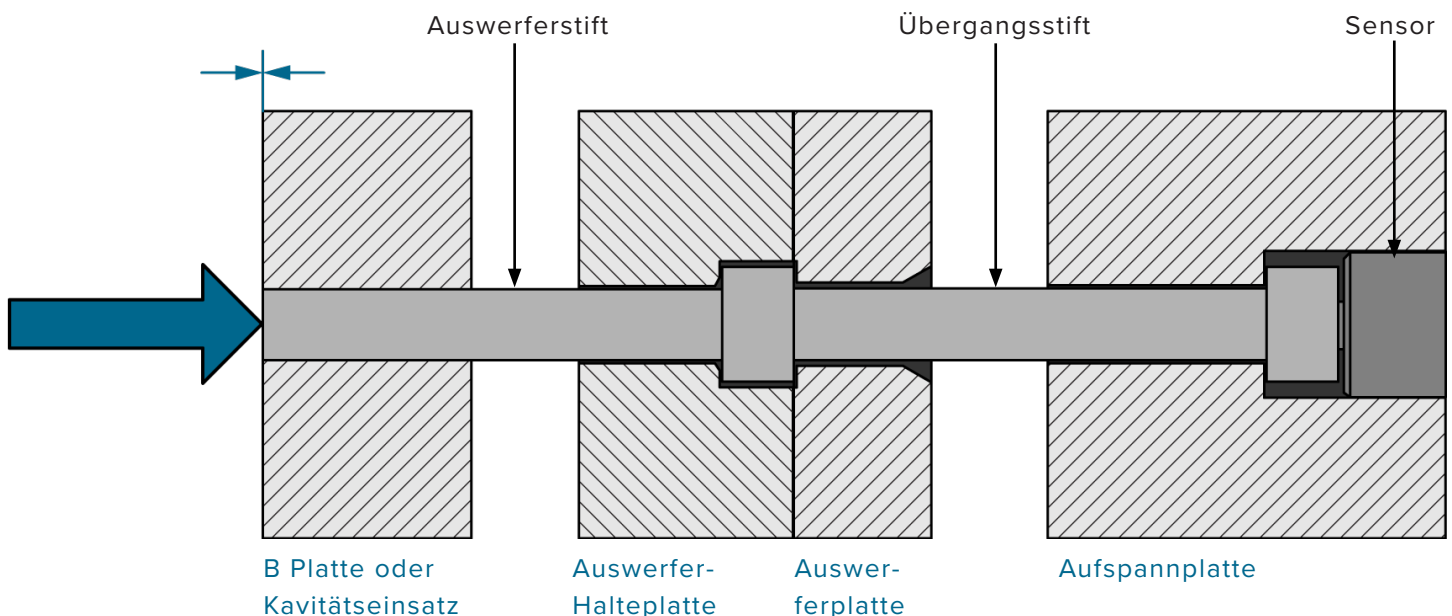 Auswerferstift
Übergangsstift
Sensor
B Platte oder
Kavitätseinsatz
Auswerfer-
Halteplatte
Auswer-
ferplatte
Aufspannplatte